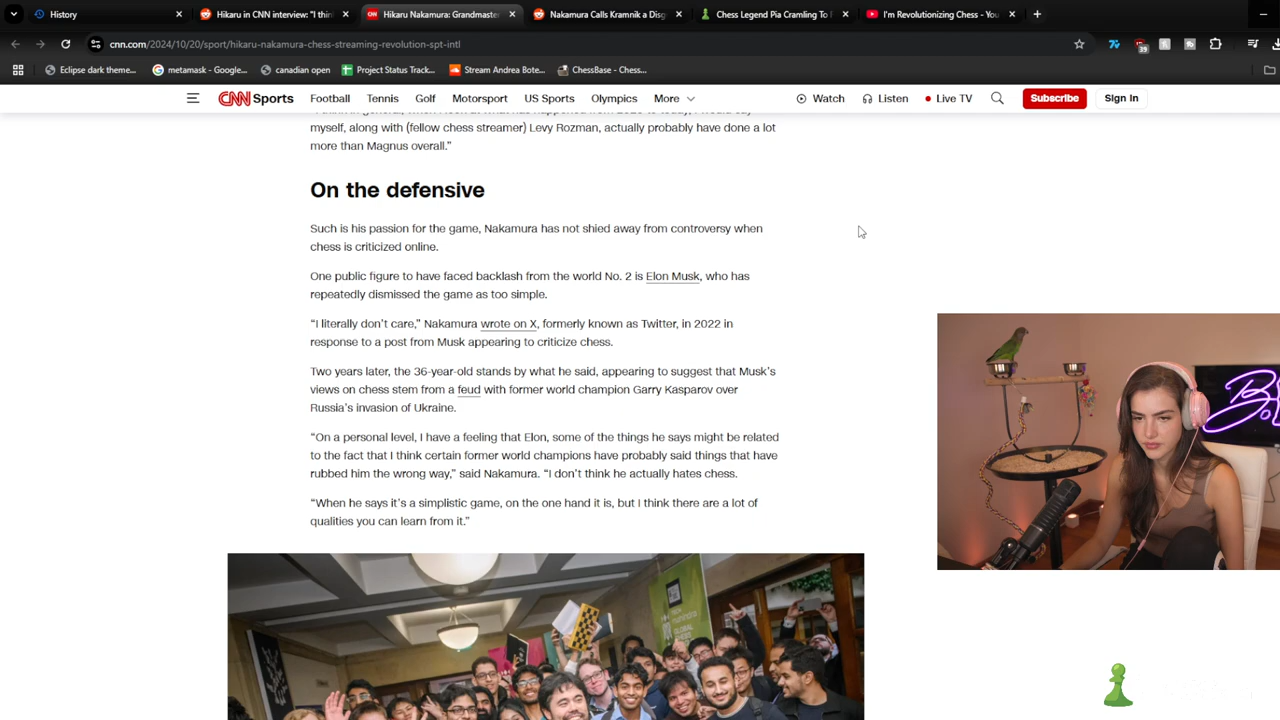 History
Hikaru in CNN interview: "I thin
Hikaru Nakamura: Grandmaste
Nakamura Calls Kramnik a Disg
Chess Legend Pia Cramling To F
I'm Revolutionizing Chess - You
cnn.com/2024/10/20/sport/hikaru-nakamura-chess-streaming-revolution-spt-intl
39
Eclipse dark theme...
metamask - Google...
canadian open
Project Status Track...
Stream Andrea Bote...
ChessBase - Chess...
CNN Sports
Football
Tennis
Golf
Motorsport
US Sports
Olympics
More
Watch
Listen
Live TV
Subscribe
Sign in
myself, along with (fellow chess streamer) Levy Rozman, actually probably have done a lot
more than Magnus overall.”
On the defensive
Such is his passion for the game, Nakamura has not shied away from controversy when
chess is criticized online.
One public figure to have faced backlash from the world No. 2 is Elon Musk, who has
repeatedly dismissed the game as too simple.
“I literally don’t care,” Nakamura wrote on X, formerly known as Twitter, in 2022 in
response to a post from Musk appearing to criticize chess.
Two years later, the 36-year-old stands by what he said, appearing to suggest that Musk’s
views on chess stem from a feud with former world champion Garry Kasparov over
Russia’s invasion of Ukraine.
“On a personal level, I have a feeling that Elon, some of the things he says might be related
to the fact that I think certain former world champions have probably said things that have
rubbed him the wrong way,” said Nakamura. “I don’t think he actually hates chess.
“When he says it’s a simplistic game, on the one hand it is, but I think there are a lot of
qualities you can learn from it.”